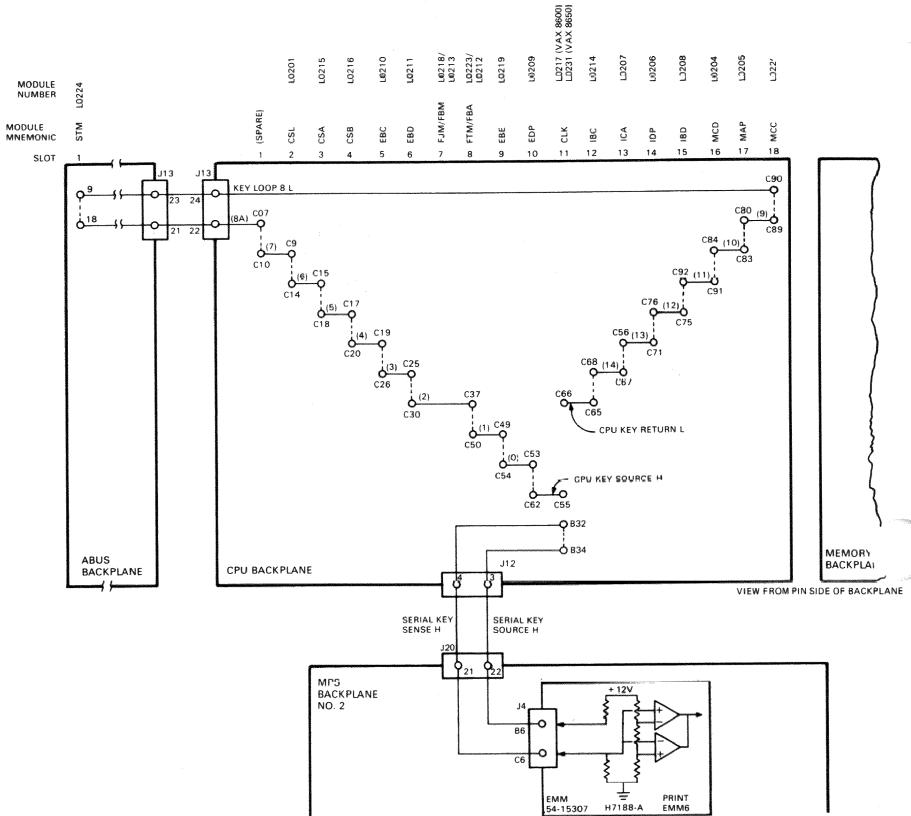 MODULE NUMBER
L0224
L0201
L0215
L0216
L0210
L0211
L0218/ L0213
L0223/ L0212
L0219
L0209
L0217 (VAX 8600)
L0231 (VAX 8650)
L0214
L0207
L0206
L0208
L0204
L0205
MODULE MNEMONIC
STM
(SPARE)
CSL
CSA
CSB
EBC
EBD
FJM/FBM
FTM/FBA
EBE
EDP
CLK
IBC
ICA
IDP
IBD
MCD
MAP
MCC
SLOT
1
1 2 3 4 5 6 7 8 9 10 11 12 13 14 15 16 17 18
J13 J13
9
23 24
KEY LOOP 8 L
C90
18
21 22
(8A) C07
C80 (9)
C89
(7) C9
C10
C84 (10)
C83
(6) C15
C14
C92 (11)
C91
(5) C17
C18
C76 (12)
C75
(4) C19
C20
C56 (13)
C71
(3) C25
C26
C68 (14)
C67
(2) C37
C30
C66
C65
CPU KEY RETURN L
(1) C49
C50
(0) C53
C54
CPU KEY SOURCE H
C62 C55
B32
B34
ABUS BACKPLANE
CPU BACKPLANE
J12
4 3
MEMORY
VIEW FROM PIN SIDE OF BACKPLANE
SERIAL KEY SENSE H
SERIAL KEY SOURCE H
J20
21 22
MPS BACKPLANE NO. 2
+ 12V
J4
B6
C6
+
−
−
+
EMM 54-15307
H7188-A
PRINT EMM6